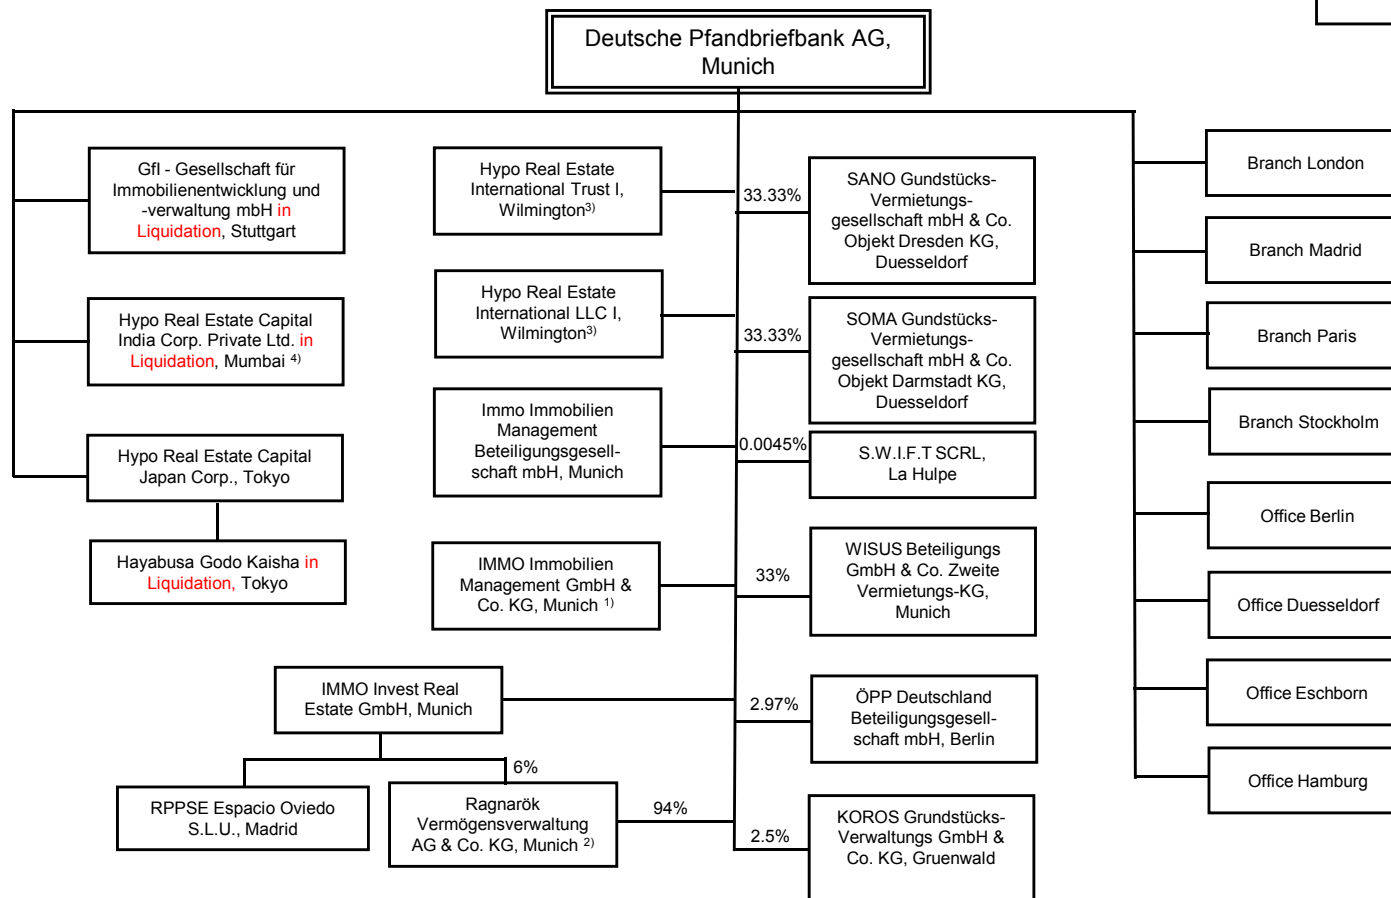 Deutsche Pfandbriefbank AG,
Munich
GfI - Gesellschaft für
Immobilienentwicklung und
-verwaltung mbH in
Liquidation, Stuttgart
Hypo Real Estate Capital
India Corp. Private Ltd. in
Liquidation, Mumbai 4)
Hypo Real Estate Capital
Japan Corp., Tokyo
Hayabusa Godo Kaisha in
Liquidation, Tokyo
Hypo Real Estate
International Trust I,
Wilmington3)
Hypo Real Estate
International LLC I,
Wilmington3)
Immo Immobilien
Management
Beteiligungsgesell-
schaft mbH, Munich
IMMO Immobilien
Management GmbH &
Co. KG, Munich 1)
IMMO Invest Real
Estate GmbH, Munich
6%
RPPSE Espacio Oviedo
S.L.U., Madrid
Ragnarök
Vermögensverwaltung
AG & Co. KG, Munich 2)
94%
33.33%
SANO Gundstücks-
Vermietungs-
gesellschaft mbH & Co.
Objekt Dresden KG,
Duesseldorf
33.33%
SOMA Gundstücks-
Vermietungs-
gesellschaft mbH & Co.
Objekt Darmstadt KG,
Duesseldorf
0.0045%
S.W.I.F.T SCRL,
La Hulpe
33%
WISUS Beteiligungs
GmbH & Co. Zweite
Vermietungs-KG,
Munich
2.97%
ÖPP Deutschland
Beteiligungsgesell-
schaft mbH, Berlin
2.5%
KOROS Grundstücks-
Verwaltungs GmbH &
Co. KG, Gruenwald
Branch London
Branch Madrid
Branch Paris
Branch Stockholm
Office Berlin
Office Duesseldorf
Office Eschborn
Office Hamburg